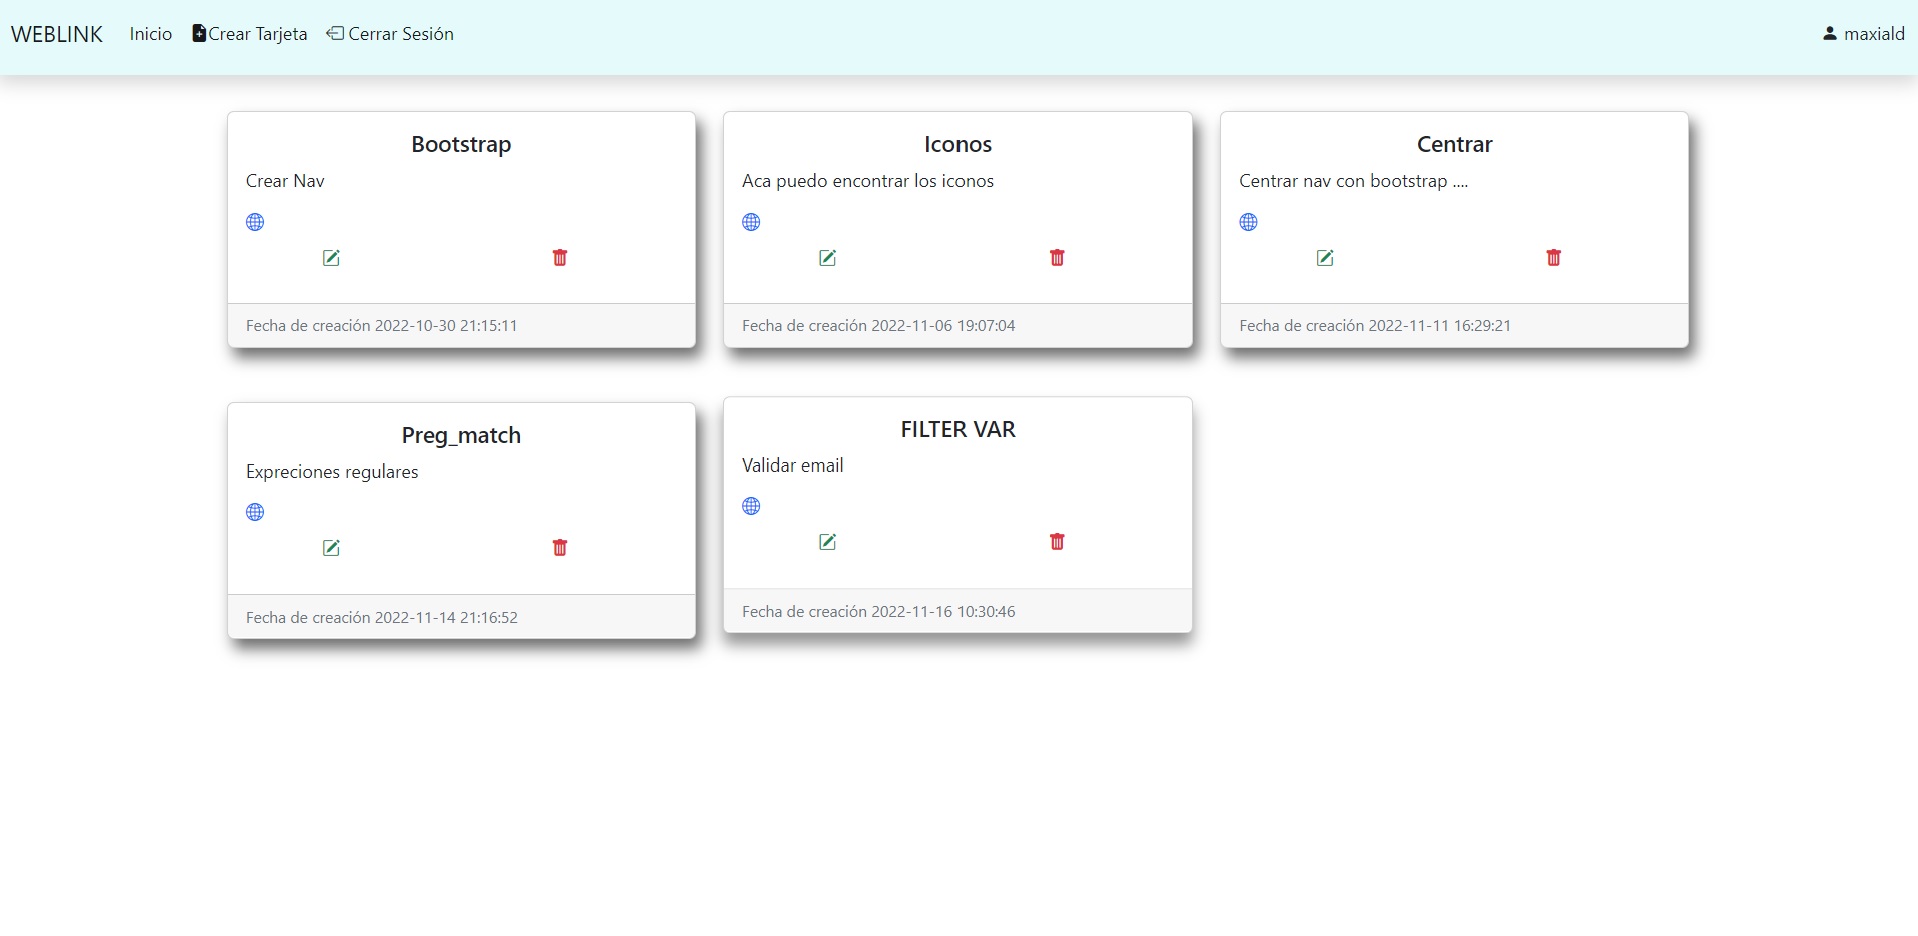 WEBLINK Inicio Crear Tarjeta Cerrar Sesión maxiald
Bootstrap
Crear Nav
Fecha de creación 2022-10-30 21:15:11
Iconos
Aca puedo encontrar los iconos
Fecha de creación 2022-11-06 19:07:04
Centrar
Centrar nav con bootstrap ....
Fecha de creación 2022-11-11 16:29:21
Preg_match
Expreciones regulares
Fecha de creación 2022-11-14 21:16:52
FILTER VAR
Validar email
Fecha de creación 2022-11-16 10:30:46